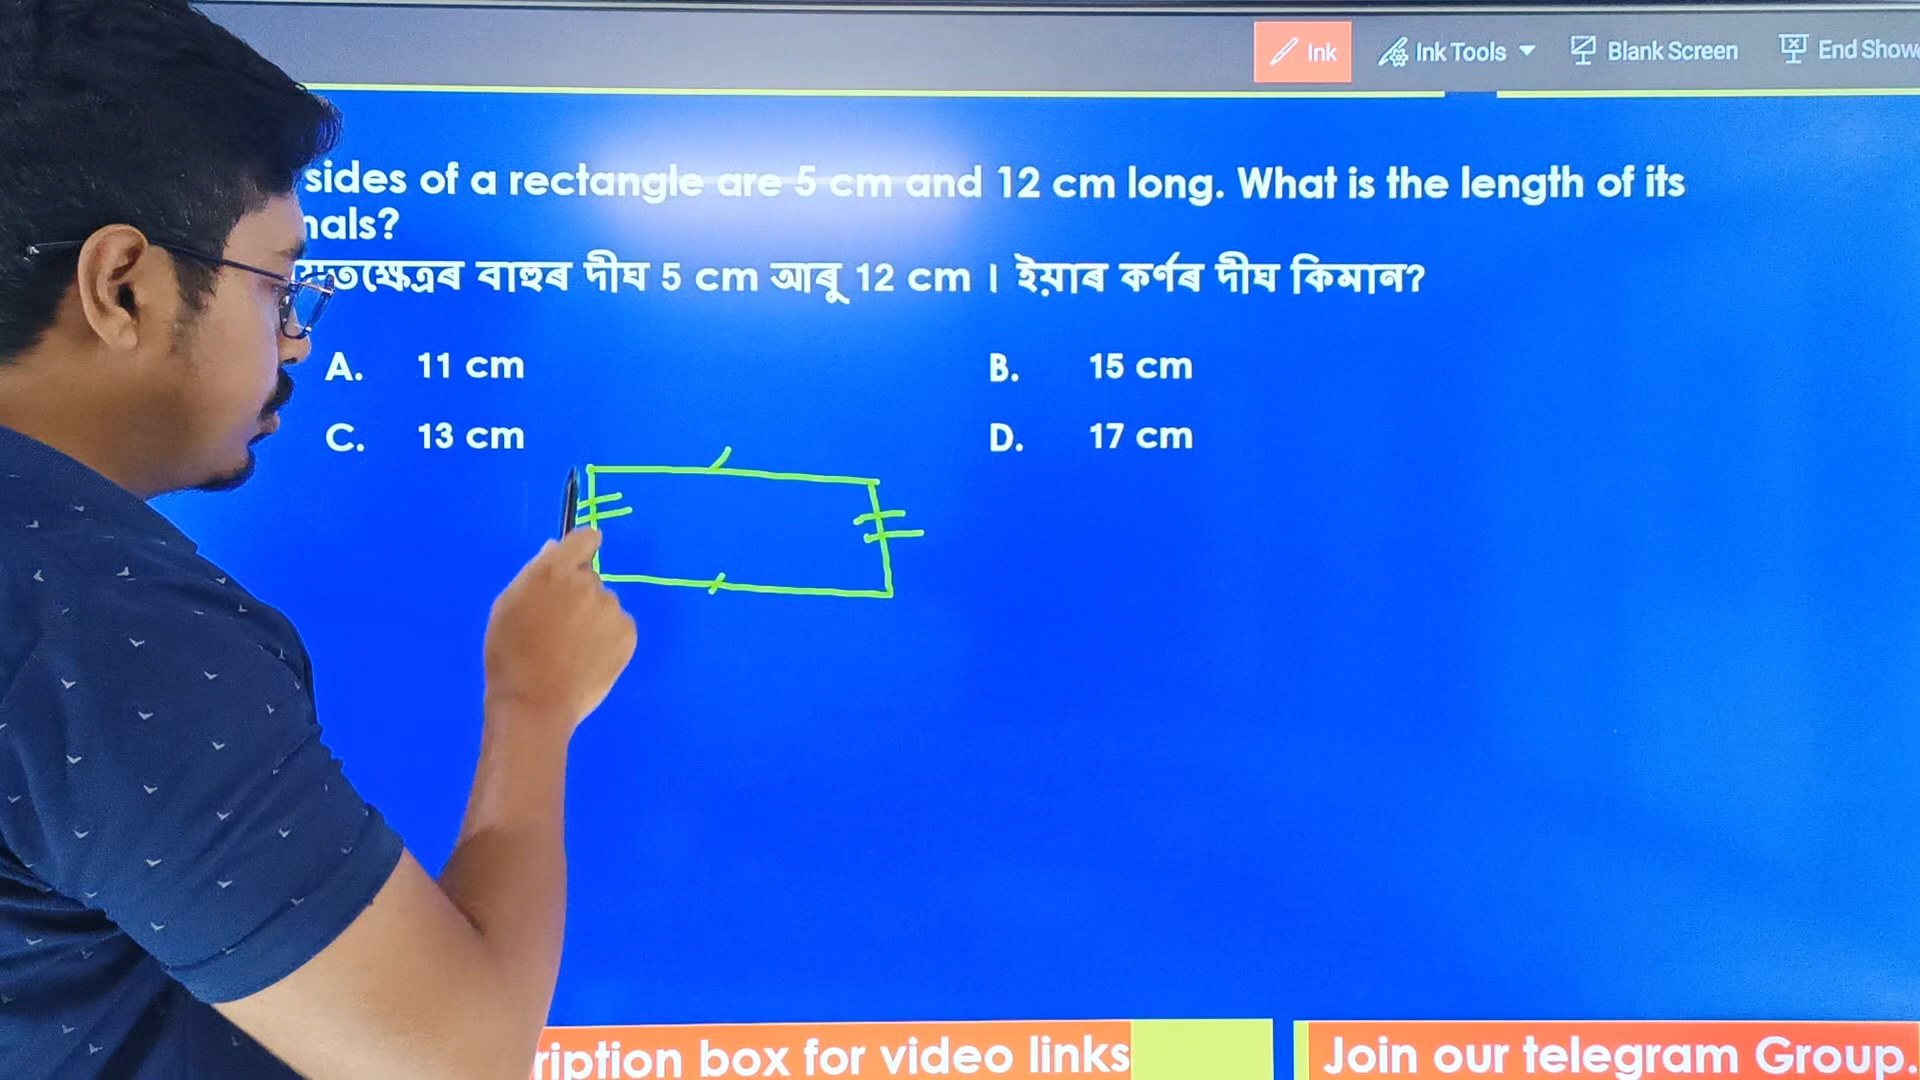 Ink Ink Tools Blank Screen End Show
sides of a rectangle are 5 cm and 12 cm long. What is the length of its
nals?
য়তক্ষেত্ৰৰ বাহুৰ দীঘ 5 cm আৰু 12 cm । ইয়াৰ কৰ্ণৰ দীঘ কিমান?
A. 11 cm B. 15 cm
C. 13 cm D. 17 cm
ription box for video links Join our telegram Group.